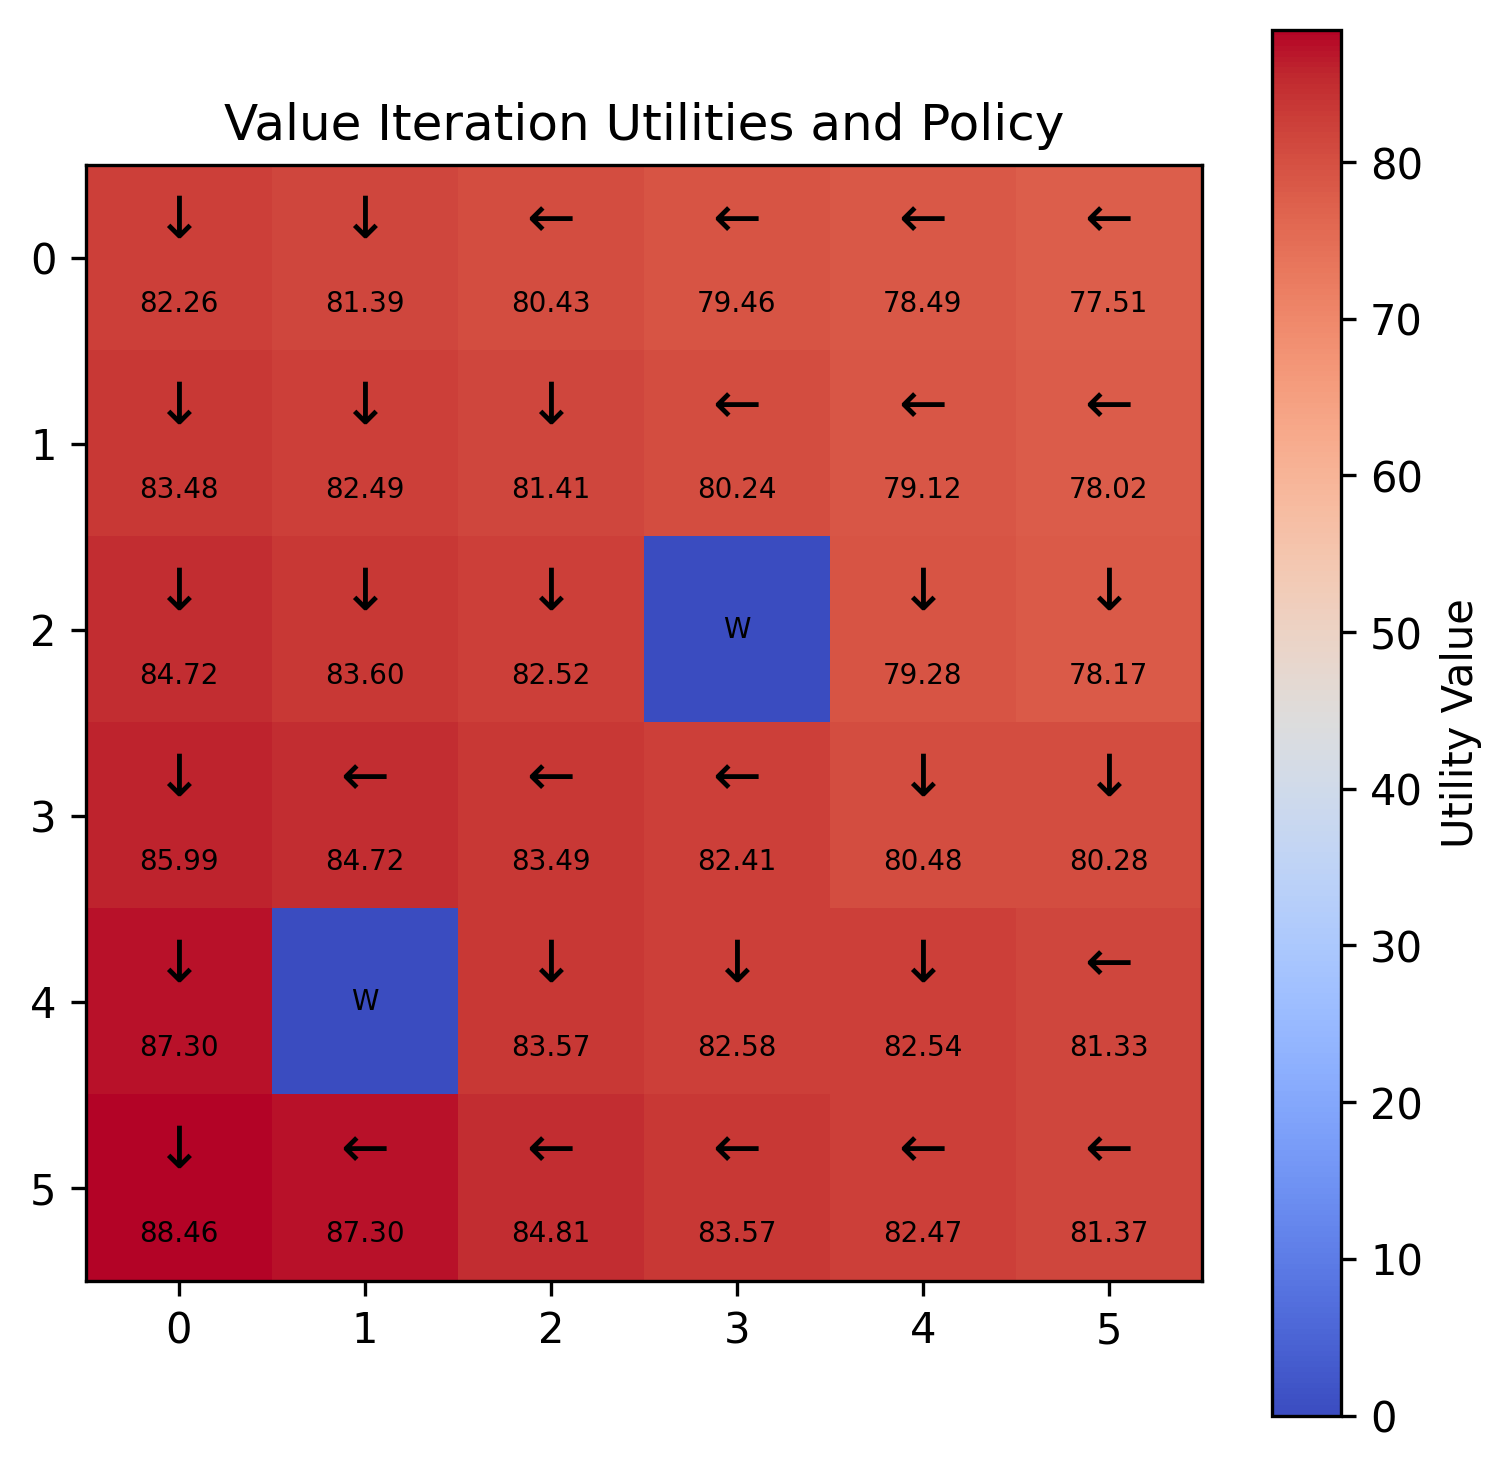 Value Iteration Utilities and Policy
0
↓ ↓ ← ← ← ←
82.26 81.39 80.43 79.46 78.49 77.51
1
↓ ↓ ↓ ← ← ←
83.48 82.49 81.41 80.24 79.12 78.02
2
↓ ↓ ↓ W ↓ ↓
84.72 83.60 82.52 79.28 78.17
3
↓ ← ← ← ↓ ↓
85.99 84.72 83.49 82.41 80.48 80.28
4
↓ W ↓ ↓ ↓ ←
87.30 83.57 82.58 82.54 81.33
5
↓ ← ← ← ← ←
88.46 87.30 84.81 83.57 82.47 81.37
0 1 2 3 4 5
80
70
60
50
40
30
20
10
0
Utility Value